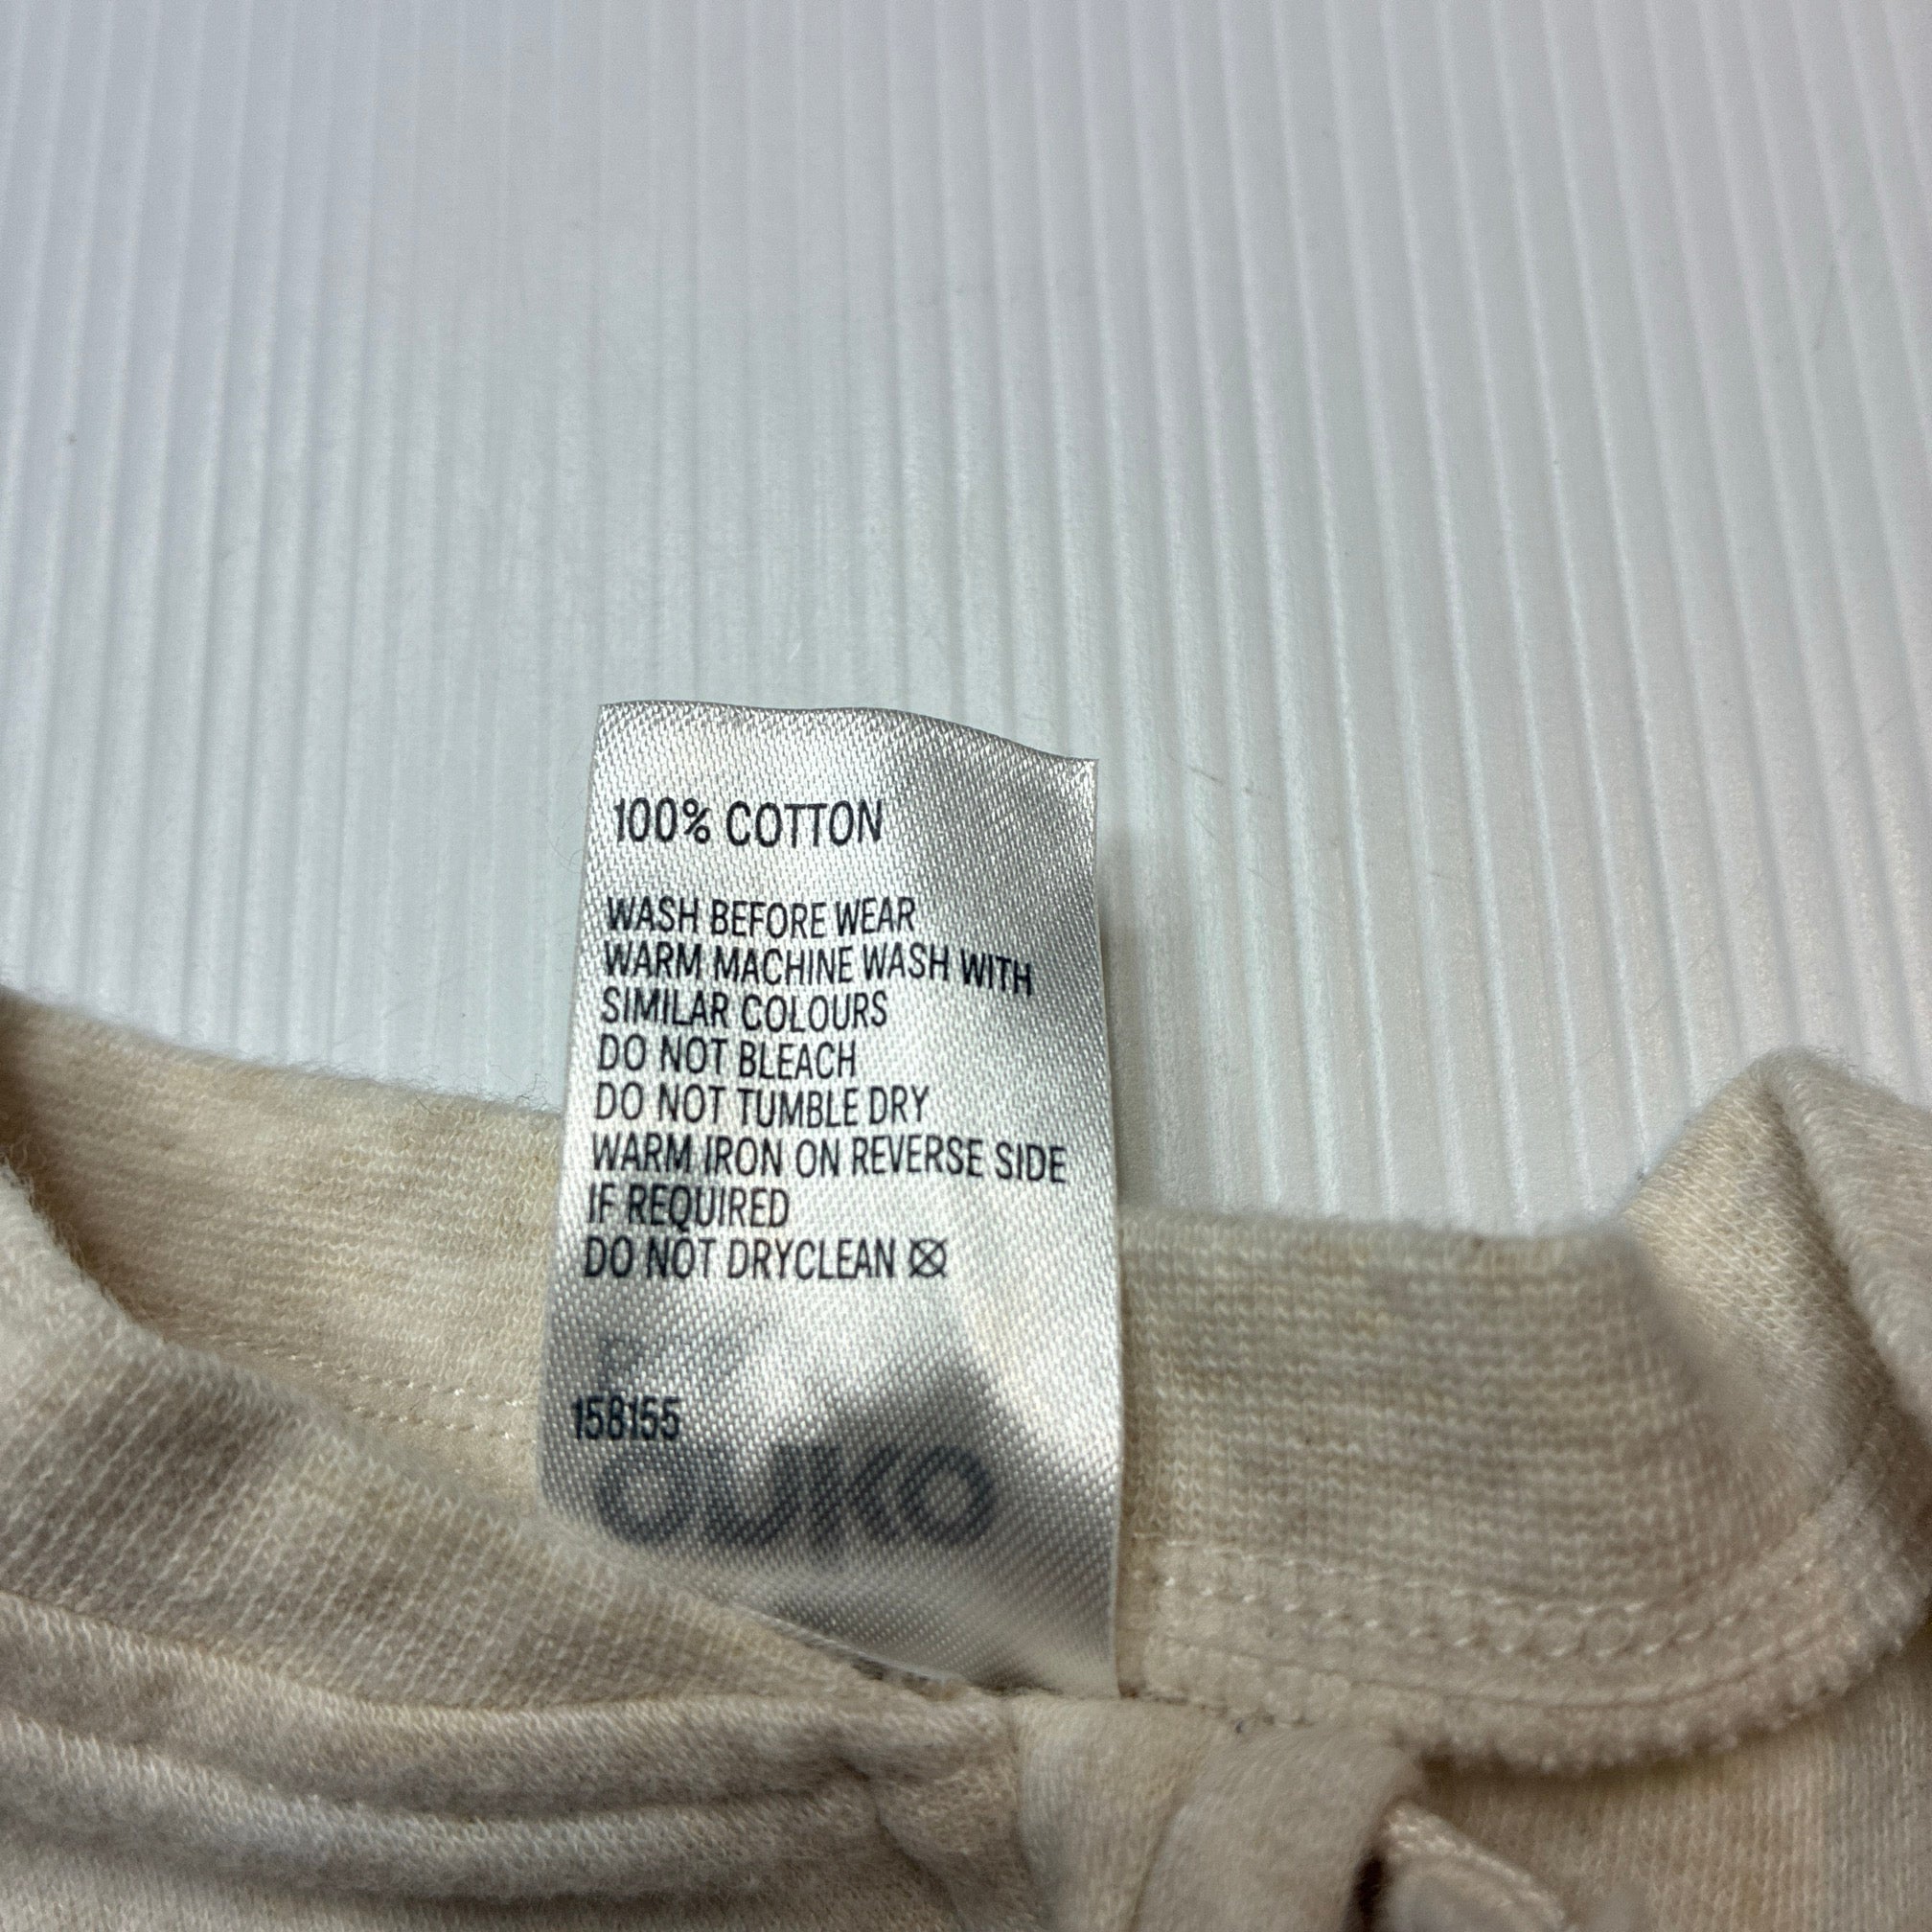 100% COTTON
WASH BEFORE WEAR
WARM MACHINE WASH WITH
SIMILAR COLOURS
DO NOT BLEACH
DO NOT TUMBLE DRY
WARM IRON ON REVERSE SIDE
IF REQUIRED
DO NOT DRYCLEAN
158155